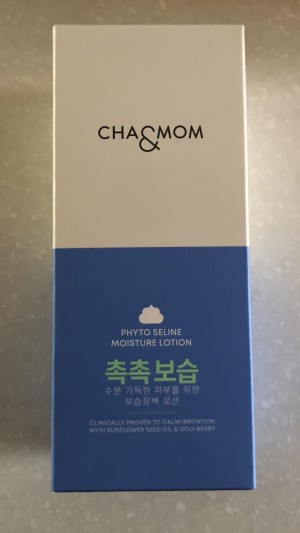 CHA&MOM
PHYTO SELINE
MOISTURE LOTION
촉촉보습
수분 가득한 피부를 위한
보습장벽 로션
CLINICALLY PROVEN TO CALM IRRITATION
WITH SUNFLOWER SEED OIL & GOJI BERRY